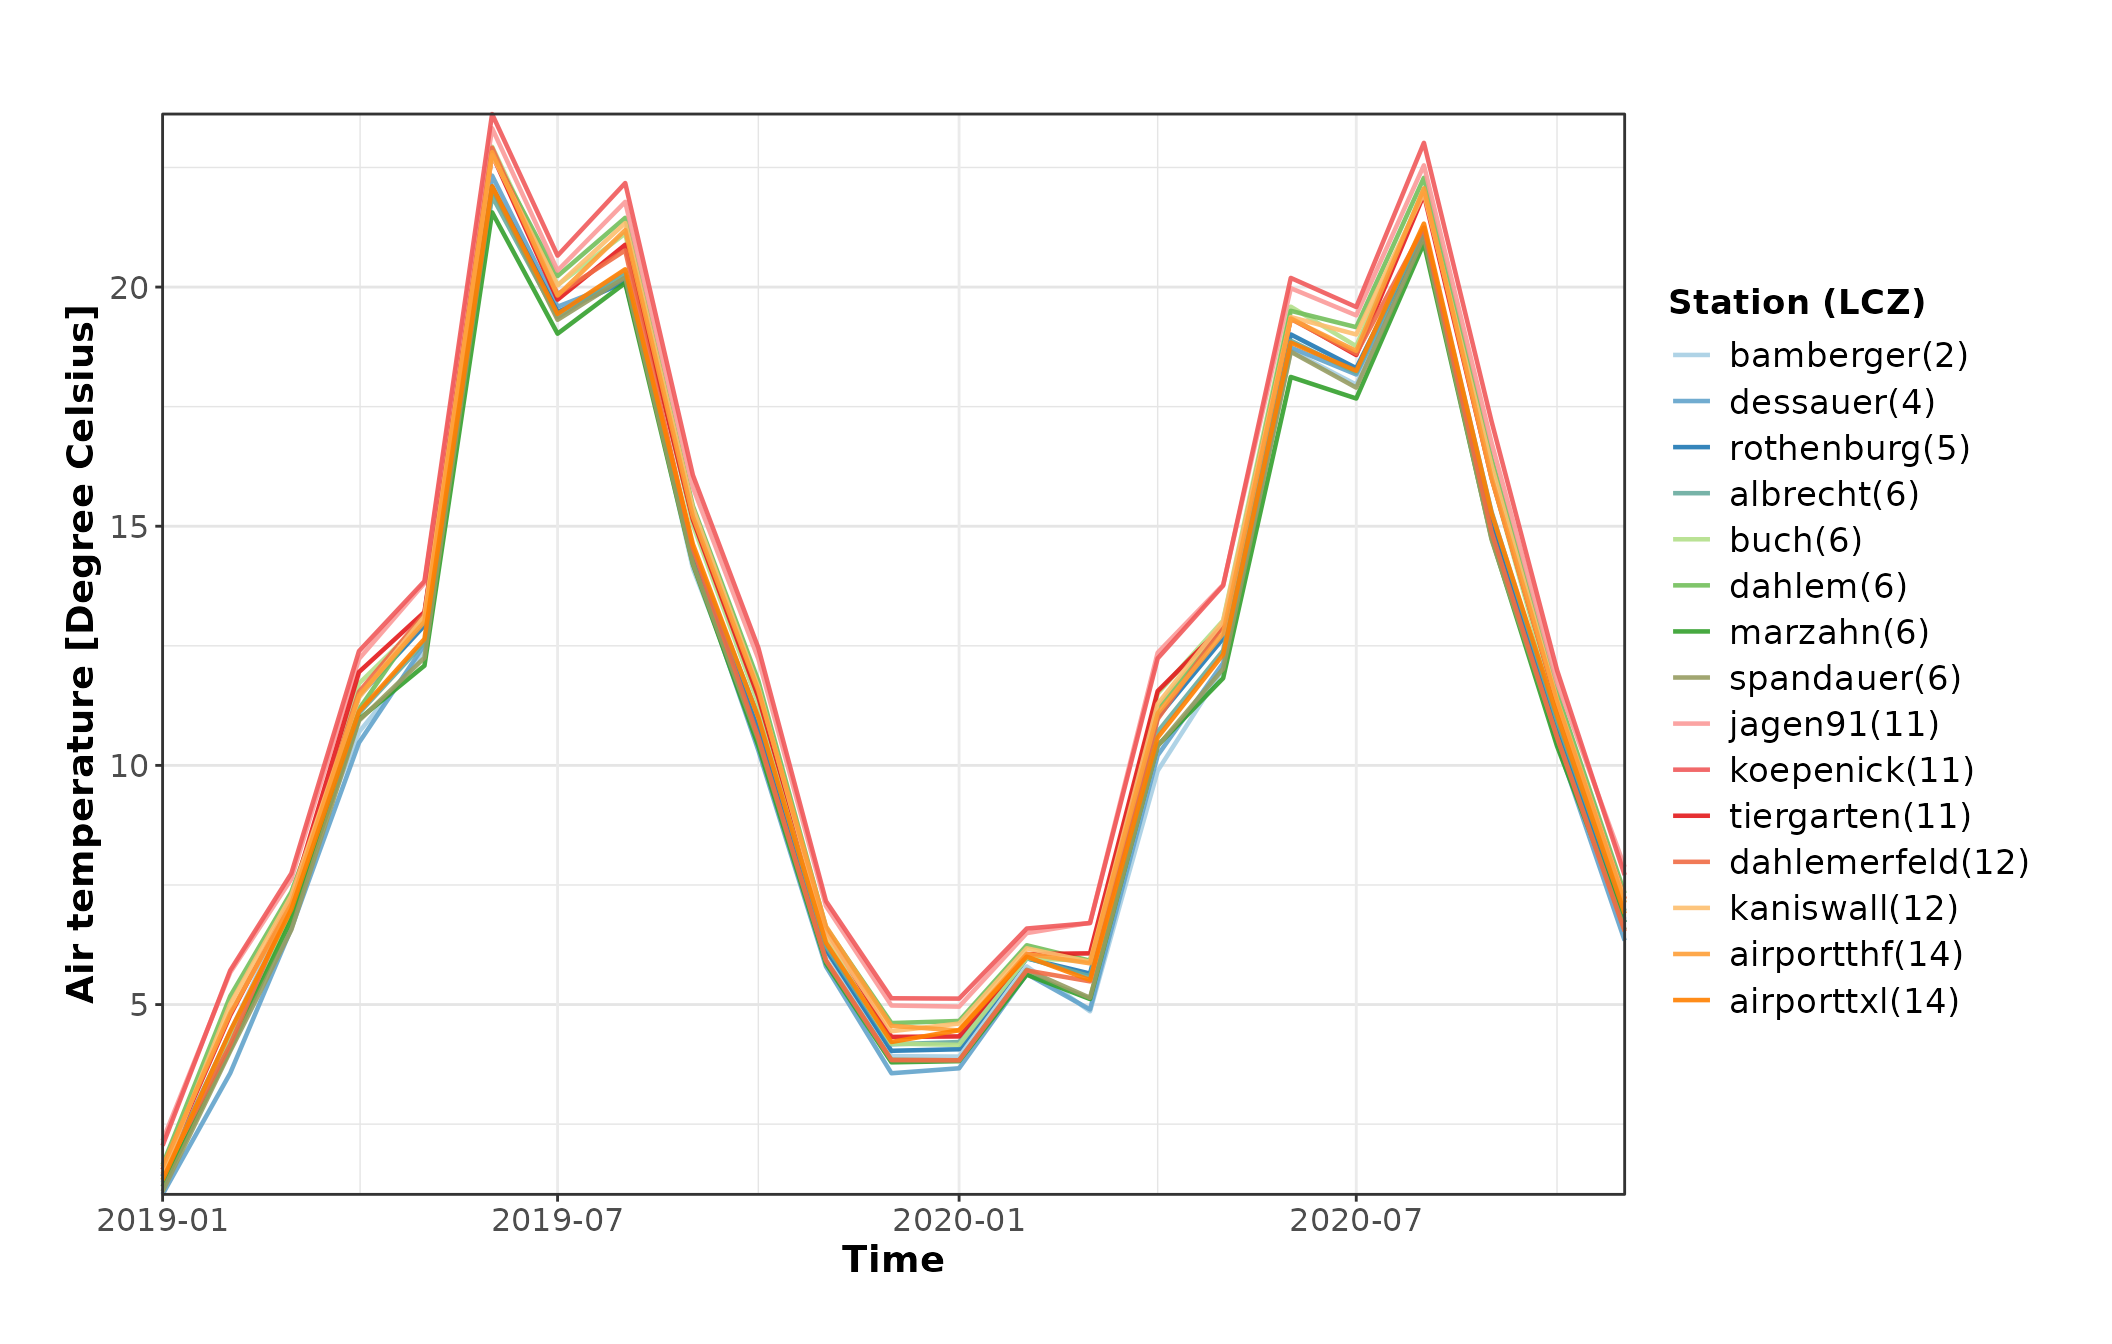 Air temperature [Degree Celsius]
20
15
10
5
2019-01
2019-07
2020-01
2020-07
Time
Station (LCZ)
bamberger(2)
dessauer(4)
rothenburg(5)
albrecht(6)
buch(6)
dahlem(6)
marzahn(6)
spandauer(6)
jagen91(11)
koepenick(11)
tiergarten(11)
dahlemerfeld(12)
kaniswall(12)
airportthf(14)
airporttxl(14)